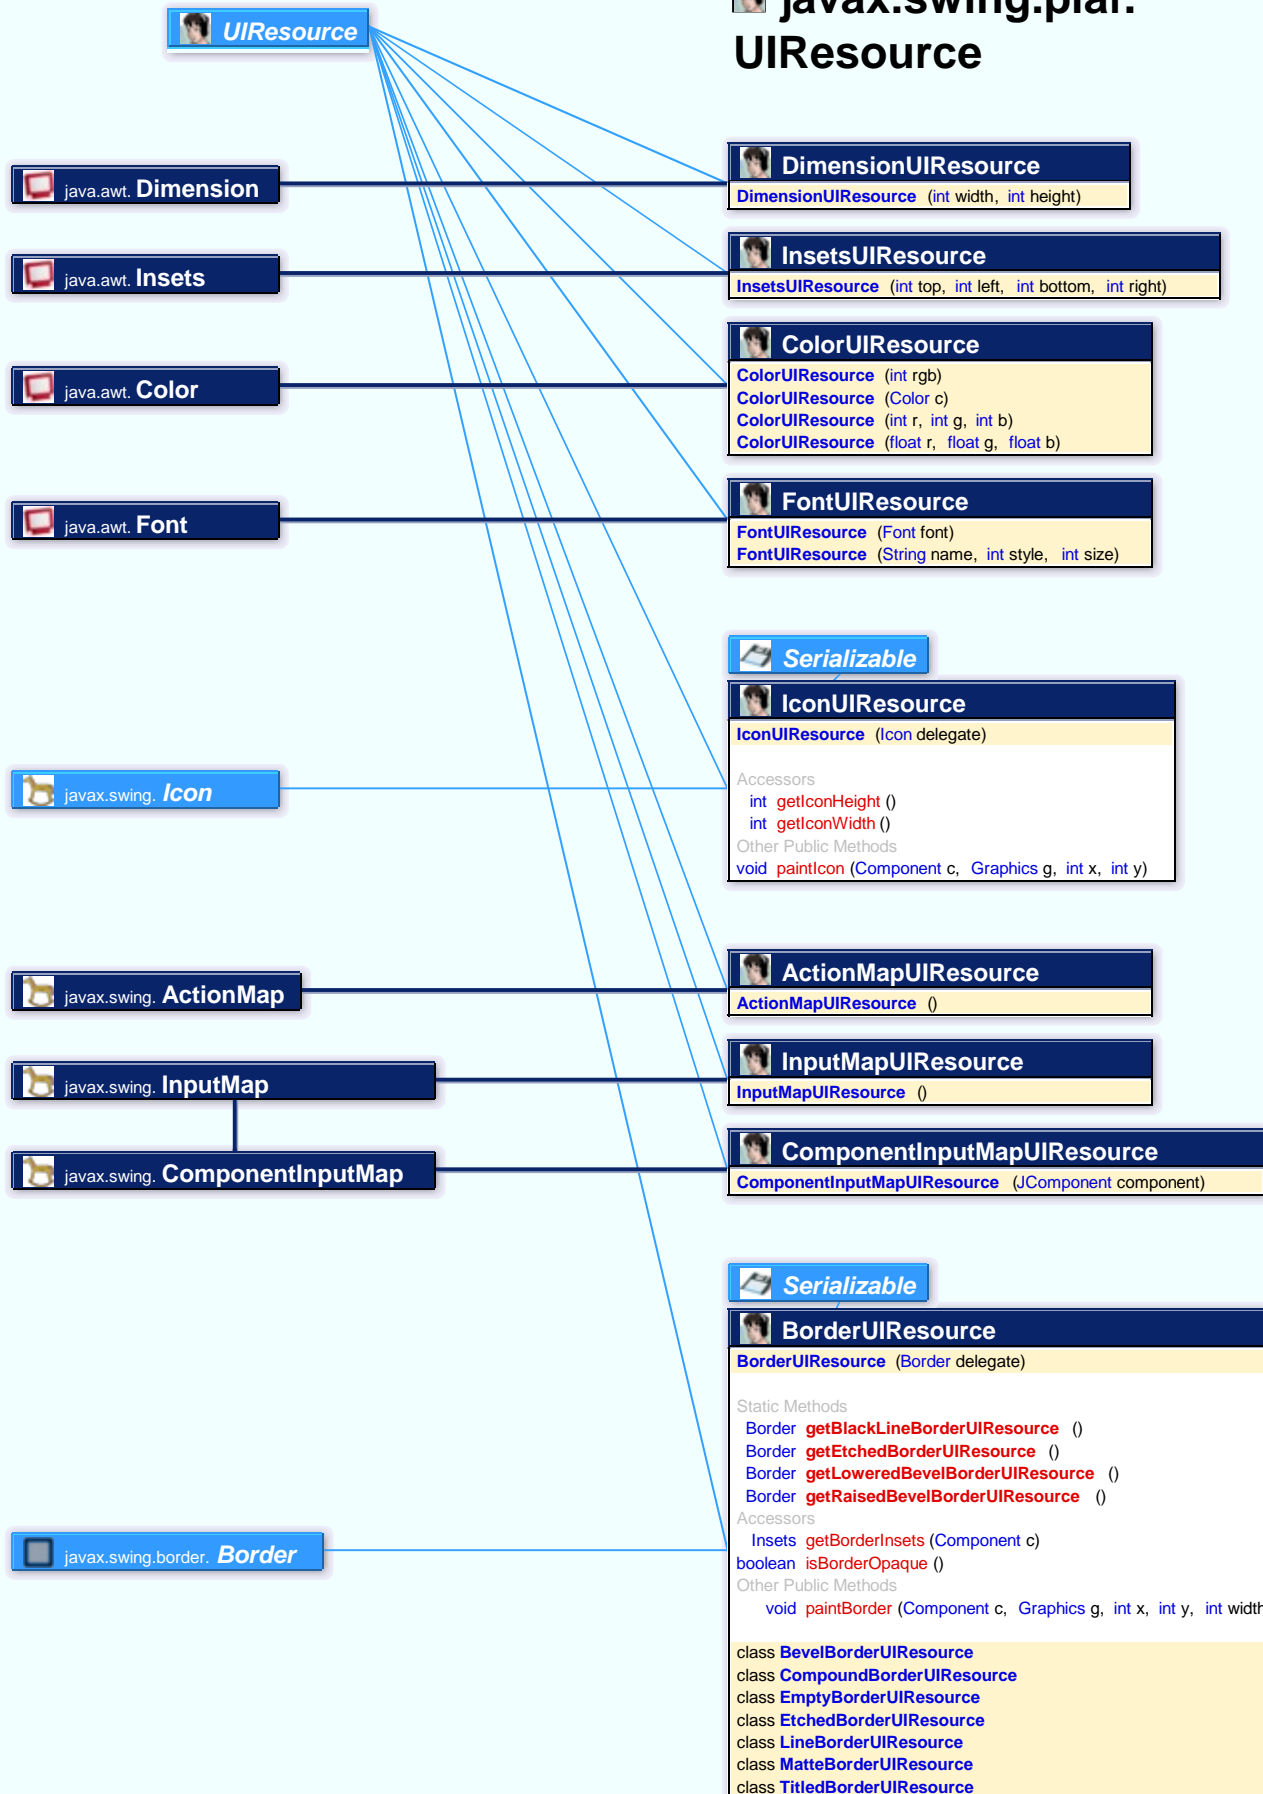 javax.swing.plaf.
UIResource
UIResource
java.awt. Dimension
DimensionUIResource
DimensionUIResource (int width, int height)
java.awt. Insets
InsetsUIResource
InsetsUIResource (int top, int left, int bottom, int right)
java.awt. Color
ColorUIResource
ColorUIResource (int rgb)
ColorUIResource (Color c)
ColorUIResource (int r, int g, int b)
ColorUIResource (float r, float g, float b)
java.awt. Font
FontUIResource
FontUIResource (Font font)
FontUIResource (String name, int style, int size)
Serializable
IconUIResource
IconUIResource (Icon delegate)
javax.swing. Icon
Accessors
int getIconHeight ()
int getIconWidth ()
Other Public Methods
void paintIcon (Component c, Graphics g, int x, int y)
javax.swing. ActionMap
ActionMapUIResource
ActionMapUIResource ()
javax.swing. InputMap
InputMapUIResource
InputMapUIResource ()
javax.swing. ComponentInputMap
ComponentInputMapUIResource
ComponentInputMapUIResource (JComponent component)
Serializable
BorderUIResource
BorderUIResource (Border delegate)
Static Methods
Border getBlackLineBorderUIResource ()
Border getEtchedBorderUIResource ()
Border getLoweredBevelBorderUIResource ()
Border getRaisedBevelBorderUIResource ()
Accessors
javax.swing.border. Border
Insets getBorderInsets (Component c)
boolean isBorderOpaque ()
Other Public Methods
void paintBorder (Component c, Graphics g, int x, int y, int width
class BevelBorderUIResource
class CompoundBorderUIResource
class EmptyBorderUIResource
class EtchedBorderUIResource
class LineBorderUIResource
class MatteBorderUIResource
class TitledBorderUIResource